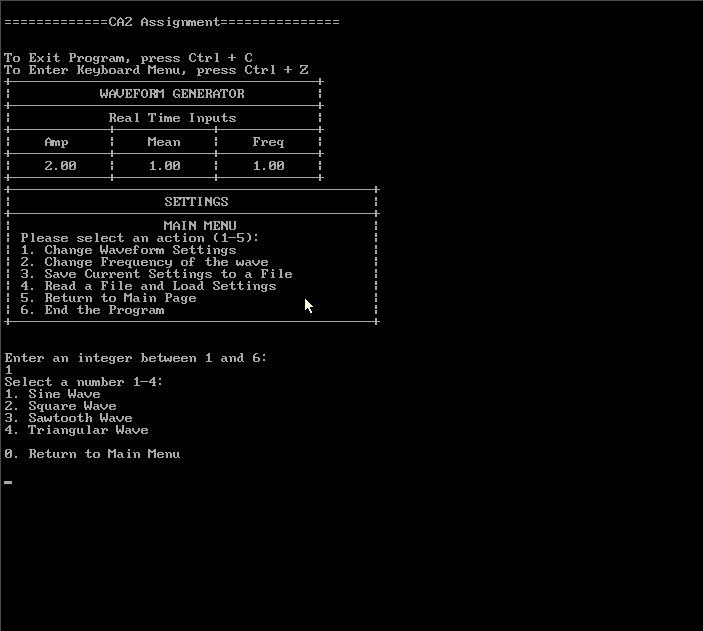 =============CA2 Assignment===============
To Exit Program, press Ctrl + C
To Enter Keyboard Menu, press Ctrl + Z
WAVEFORM GENERATOR
Real Time Inputs
Amp Mean Freq
2.00 1.00 1.00
SETTINGS
MAIN MENU
Please select an action (1-5):
1. Change Waveform Settings
2. Change Frequency of the wave
3. Save Current Settings to a File
4. Read a File and Load Settings
5. Return to Main Page
6. End the Program
Enter an integer between 1 and 6:
1
Select a number 1-4:
1. Sine Wave
2. Square Wave
3. Sawtooth Wave
4. Triangular Wave
0. Return to Main Menu